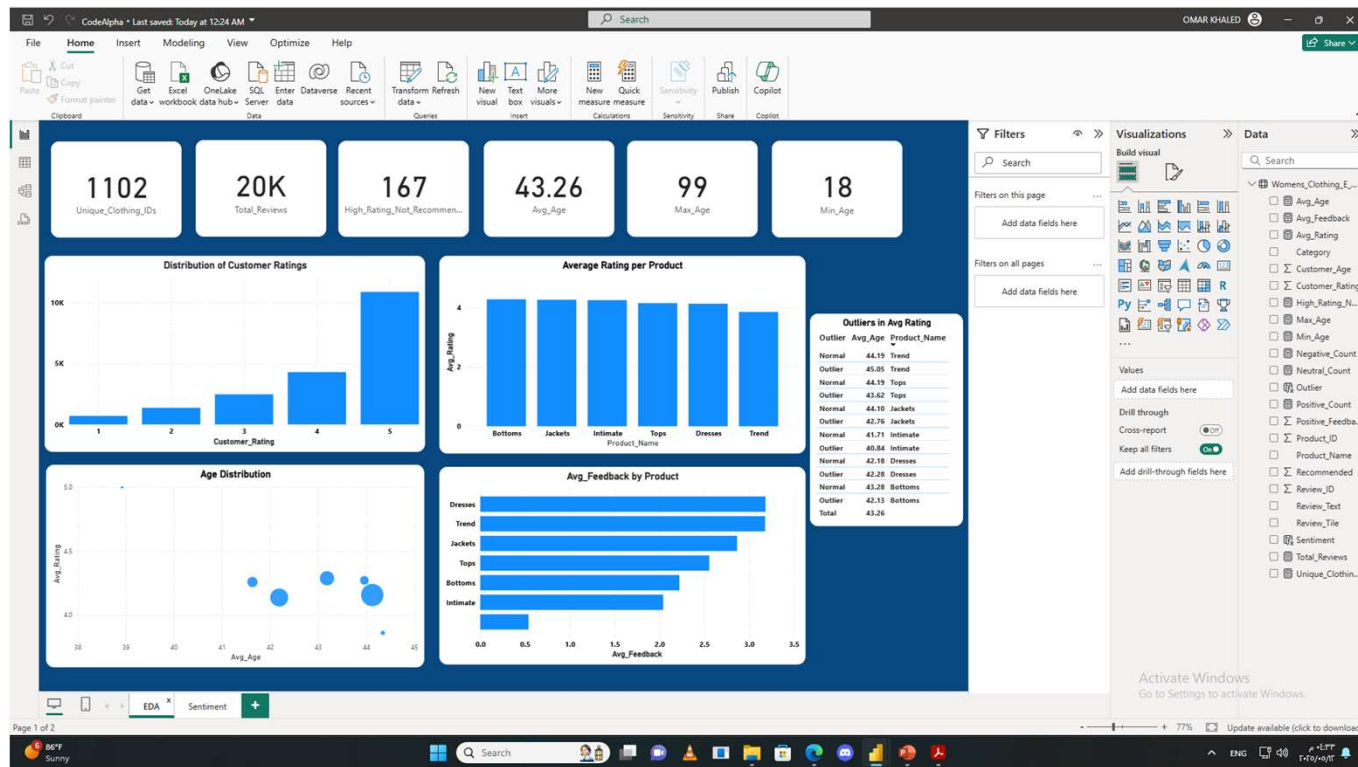 CodeAlpha • Last saved: Today at 12:24 AM
Search
OMAR KHALED
File Home Insert Modeling View Optimize Help
Share
Paste
Cut
Copy
Format painter
Clipboard
Get data
Excel workbook
OneLake data hub
SQL Server
Enter data
Dataverse
Recent sources
Data
Transform data
Refresh
Queries
New visual
Text box
More visuals
Insert
New measure
Quick measure
Calculations
Sensitivity
Sensitivity
Publish
Share
Copilot
Copilot
1102
Unique_Clothing_IDs
20K
Total_Reviews
167
High_Rating_Not_Recommen...
43.26
Avg_Age
99
Max_Age
18
Min_Age
Distribution of Customer Ratings
10K
5K
0K
1 2 3 4 5
Customer_Rating
Average Rating per Product
Avg_Rating
4
2
0
Bottoms Jackets Intimate Tops Dresses Trend
Product_Name
Outliers in Avg Rating
Outlier Avg_Age Product_Name
Normal 44.19 Trend
Outlier 45.05 Trend
Normal 44.19 Tops
Outlier 43.62 Tops
Normal 44.10 Jackets
Outlier 42.76 Jackets
Normal 41.71 Intimate
Outlier 40.84 Intimate
Normal 42.18 Dresses
Outlier 42.28 Dresses
Normal 43.28 Bottoms
Outlier 42.13 Bottoms
Total 43.26
Age Distribution
Avg_Rating
5.0
4.5
4.0
38 39 40 41 42 43 44 45
Avg_Age
Avg_Feedback by Product
Dresses
Trend
Jackets
Tops
Bottoms
Intimate
0.0 0.5 1.0 1.5 2.0 2.5 3.0 3.5
Avg_Feedback
Filters
Search
Filters on this page ...
Add data fields here
Filters on all pages ...
Add data fields here
Visualizations
Build visual
R
Py
...
Values
Add data fields here
Drill through
Cross-report Off
Keep all filters On
Add drill-through fields here
Data
Search
Womens_Clothing_E_...
Avg_Age
Avg_Feedback
Avg_Rating
Category
Customer_Age
Customer_Rating
High_Rating_N...
Max_Age
Min_Age
Negative_Count
Neutral_Count
Outlier
Positive_Count
Positive_Feedba..
Product_ID
Product_Name
Recommended
Review_ID
Review_Text
Review_Tile
Sentiment
Total_Reviews
Unique_Clothin...
Activate Windows
Go to Settings to activate Windows.
EDA Sentiment
Page 1 of 2
77%
Update available (click to download
6
86°F
Sunny
Search
ENG